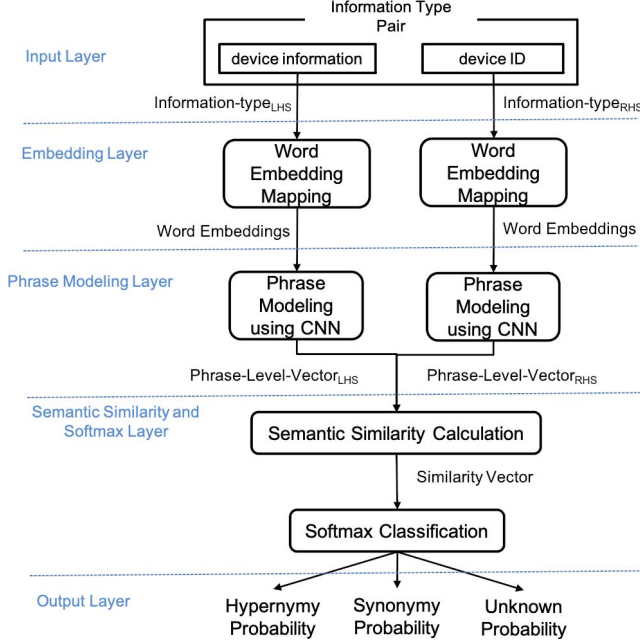 Information Type
Pair
Input Layer
device information
device ID
Information-typeLHS
Information-typeRHS
Embedding Layer
Word
Embedding
Mapping
Word
Embedding
Mapping
Word Embeddings
Word Embeddings
Phrase Modeling Layer
Phrase
Modeling
using CNN
Phrase
Modeling
using CNN
Phrase-Level-VectorLHS
Phrase-Level-VectorRHS
Semantic Similarity and
Softmax Layer
Semantic Similarity Calculation
Similarity Vector
Softmax Classification
Output Layer
Hypernymy
Probability
Synonymy
Probability
Unknown
Probability